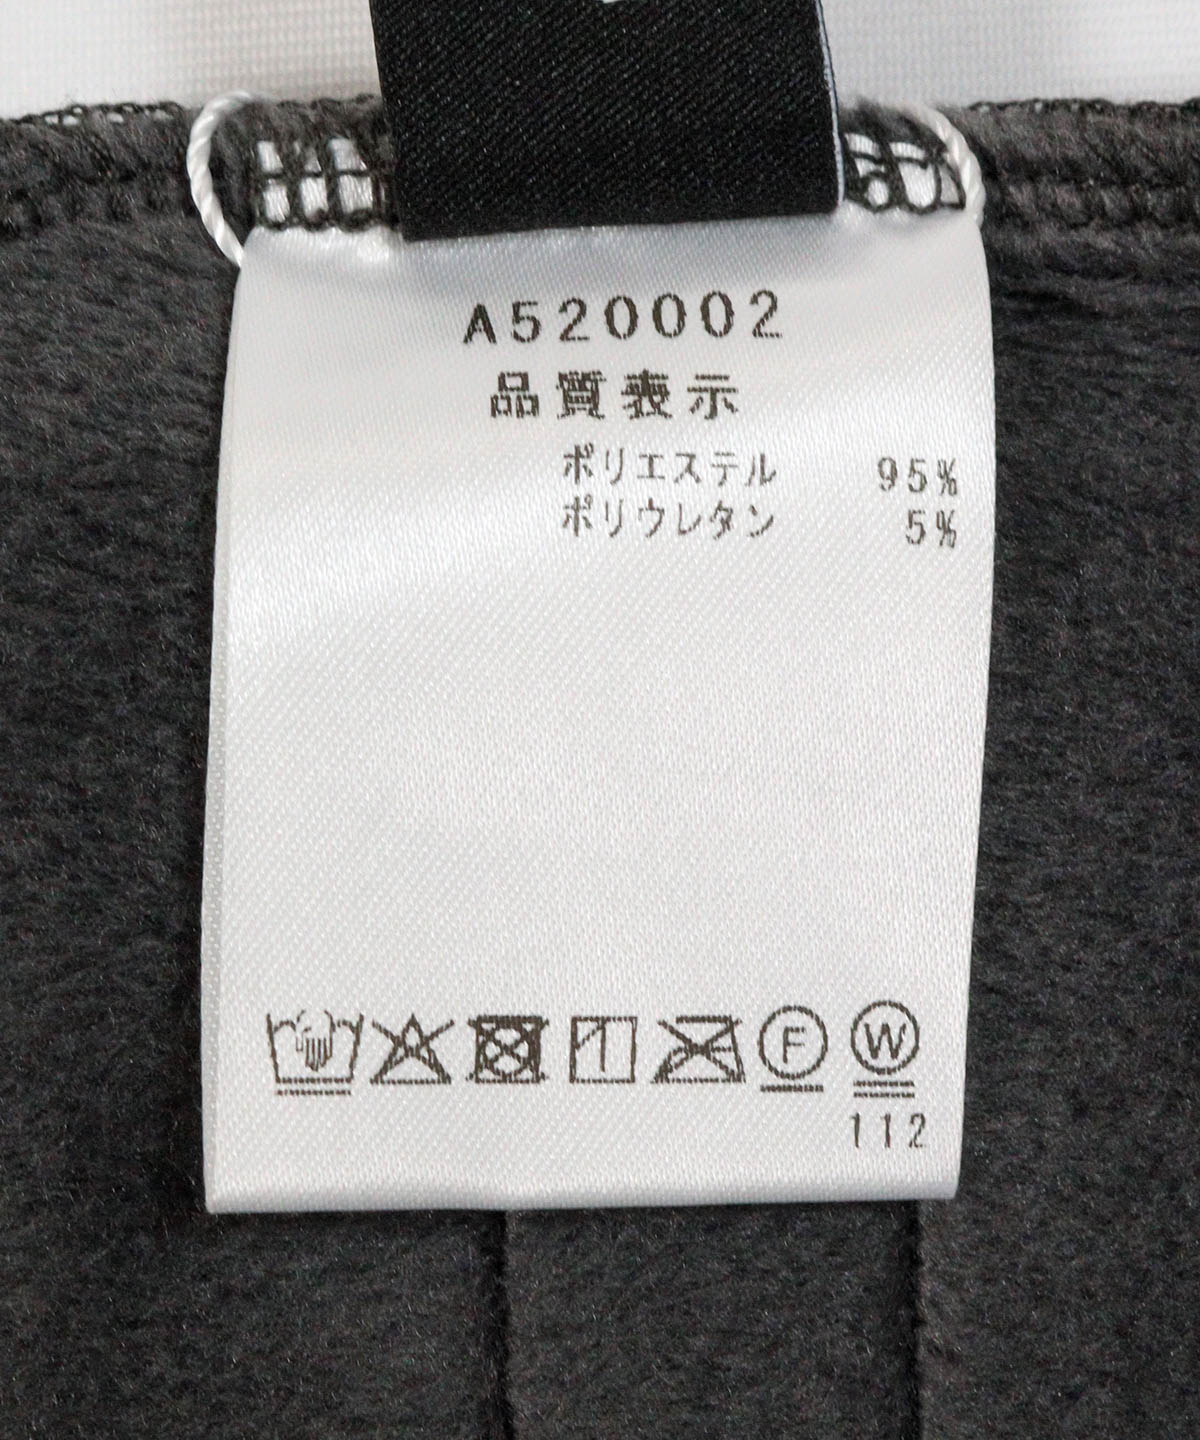 A520002
品質表示
ポリエステル 95%
ポリウレタン 5%
F W
112